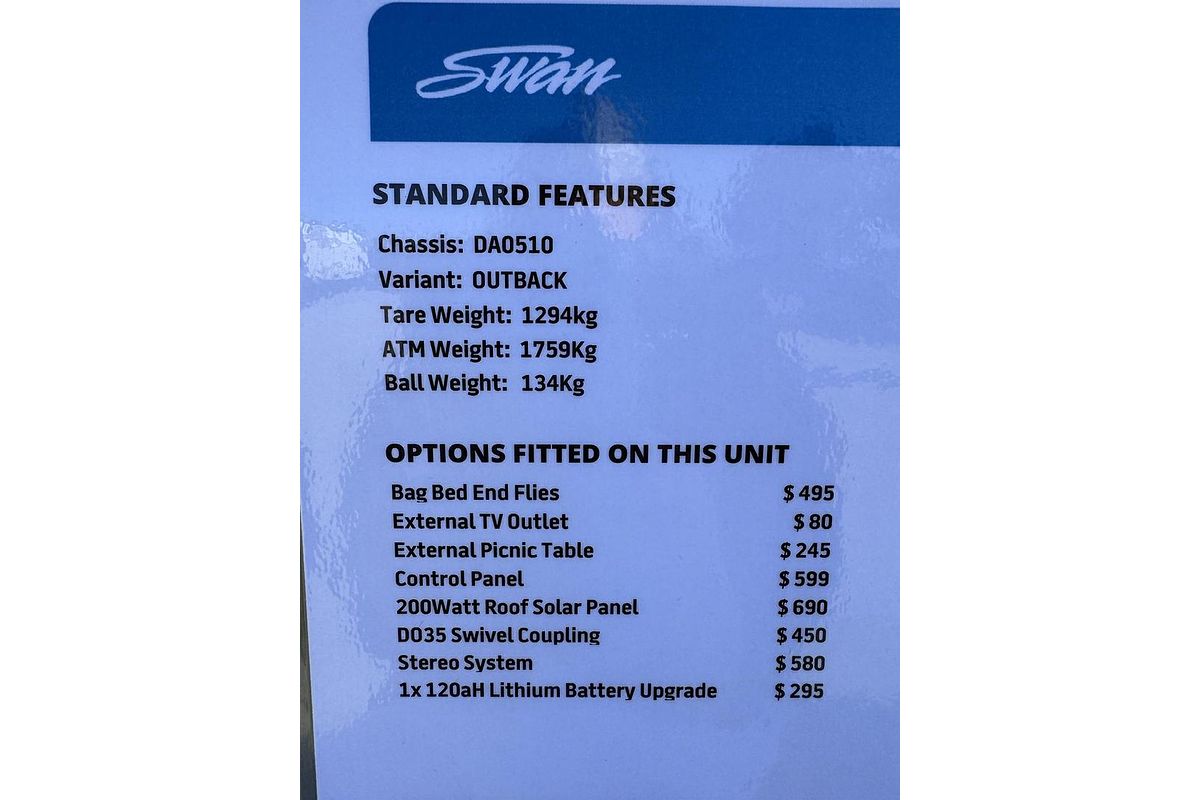 Swan
STANDARD FEATURES
Chassis: DA0510
Variant: OUTBACK
Tare Weight: 1294kg
ATM Weight: 1759Kg
Ball Weight: 134Kg
OPTIONS FITTED ON THIS UNIT
Bag Bed End Flies $ 495
External TV Outlet $ 80
External Picnic Table $ 245
Control Panel $ 599
200Watt Roof Solar Panel $ 690
DO35 Swivel Coupling $ 450
Stereo System $ 580
1x 120aH Lithium Battery Upgrade $ 295